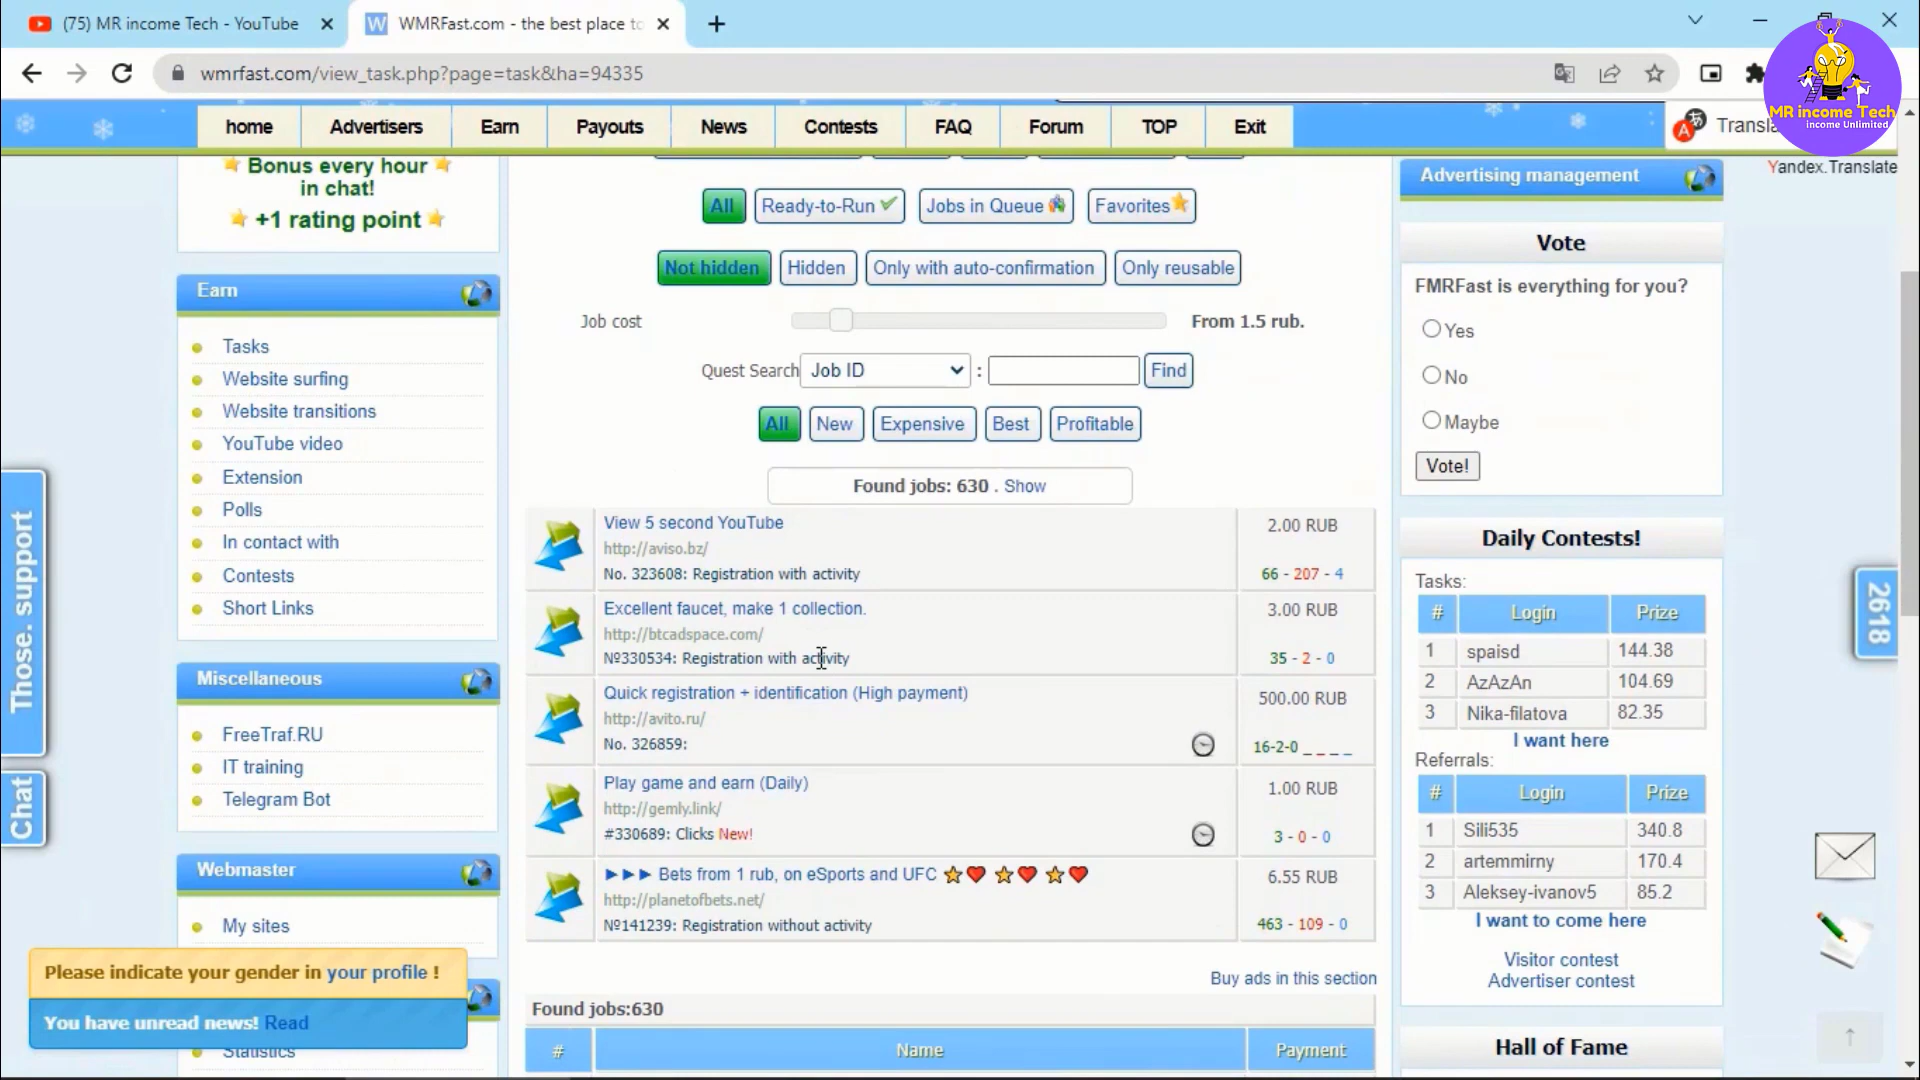 (75) MR income Tech - YouTube
WMRFast.com - the best place to
wmrfast.com/view_task.php?page=task&ha=94335
MR income Tech
income Unlimited
home
Advertisers
Earn
Payouts
News
Contests
FAQ
Forum
TOP
Exit
Transla
Yandex.Translate
Bonus every hour
in chat!
+1 rating point
Earn
Tasks
Website surfing
Website transitions
YouTube video
Extension
Polls
In contact with
Contests
Short Links
Miscellaneous
FreeTraf.RU
IT training
Telegram Bot
Webmaster
My sites
Please indicate your gender in your profile !
You have unread news! Read
Statistics
Those. support
Chat
All
Ready-to-Run
Jobs in Queue
Favorites
Not hidden
Hidden
Only with auto-confirmation
Only reusable
Job cost
From 1.5 rub.
Quest Search
Job ID
:
Find
All
New
Expensive
Best
Profitable
Found jobs: 630 . Show
View 5 second YouTube
http://aviso.bz/
No. 323608: Registration with activity
2.00 RUB
66 - 207 - 4
Excellent faucet, make 1 collection.
http://btcadspace.com/
№330534: Registration with activity
3.00 RUB
35 - 2 - 0
Quick registration + identification (High payment)
http://avito.ru/
No. 326859:
500.00 RUB
16-2-0 _ _ _ _
Play game and earn (Daily)
http://gemly.link/
#330689: Clicks New!
1.00 RUB
3 - 0 - 0
►►► Bets from 1 rub, on eSports and UFC ⭐❤️ ⭐❤️ ⭐❤️
http://planetofbets.net/
№141239: Registration without activity
6.55 RUB
463 - 109 - 0
Buy ads in this section
Found jobs:630
#
Name
Payment
Advertising management
Vote
FMRFast is everything for you?
Yes
No
Maybe
Vote!
Daily Contests!
Tasks:
# Login Prize
1 spaisd 144.38
2 AzAzAn 104.69
3 Nika-filatova 82.35
I want here
Referrals:
# Login Prize
1 Sili535 340.8
2 artemmirny 170.4
3 Aleksey-ivanov5 85.2
I want to come here
Visitor contest
Advertiser contest
Hall of Fame
2618